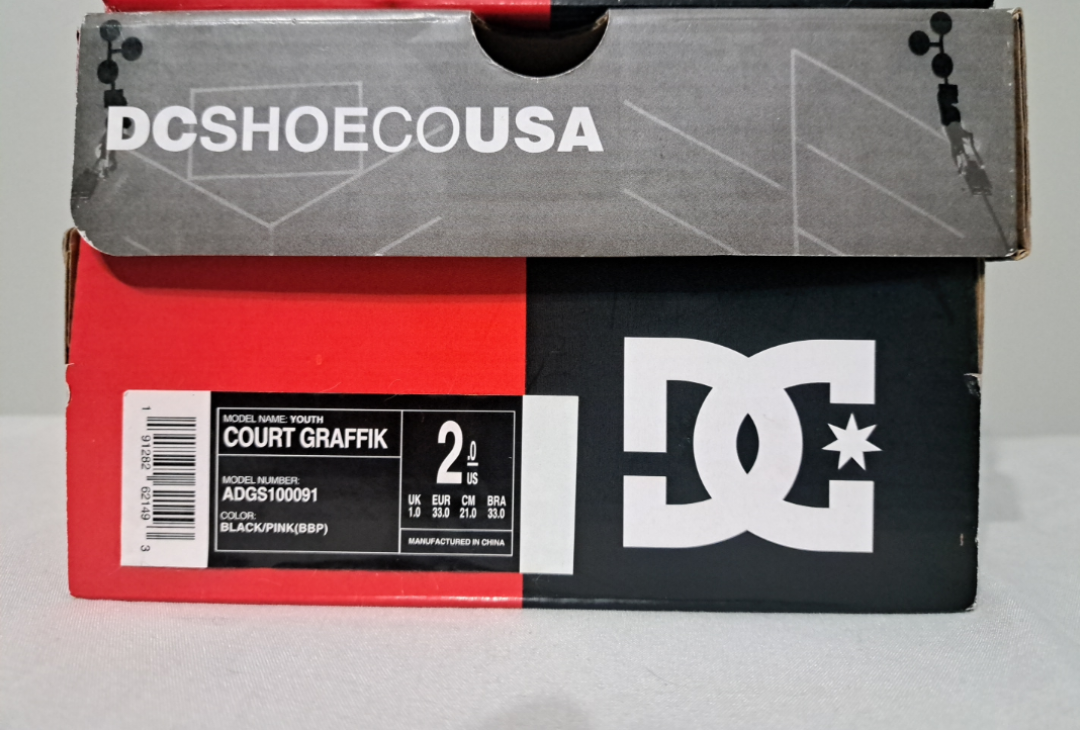 DCSHOECOUSA
MODEL NAME: YOUTH
COURT GRAFFIK
MODEL NUMBER:
ADGS100091
COLOR:
BLACK/PINK(BBP)
2.0
US
UK EUR CM BRA
1.0 33.0 21.0 33.0
MANUFACTURED IN CHINA
1 91282 62149 3
DC